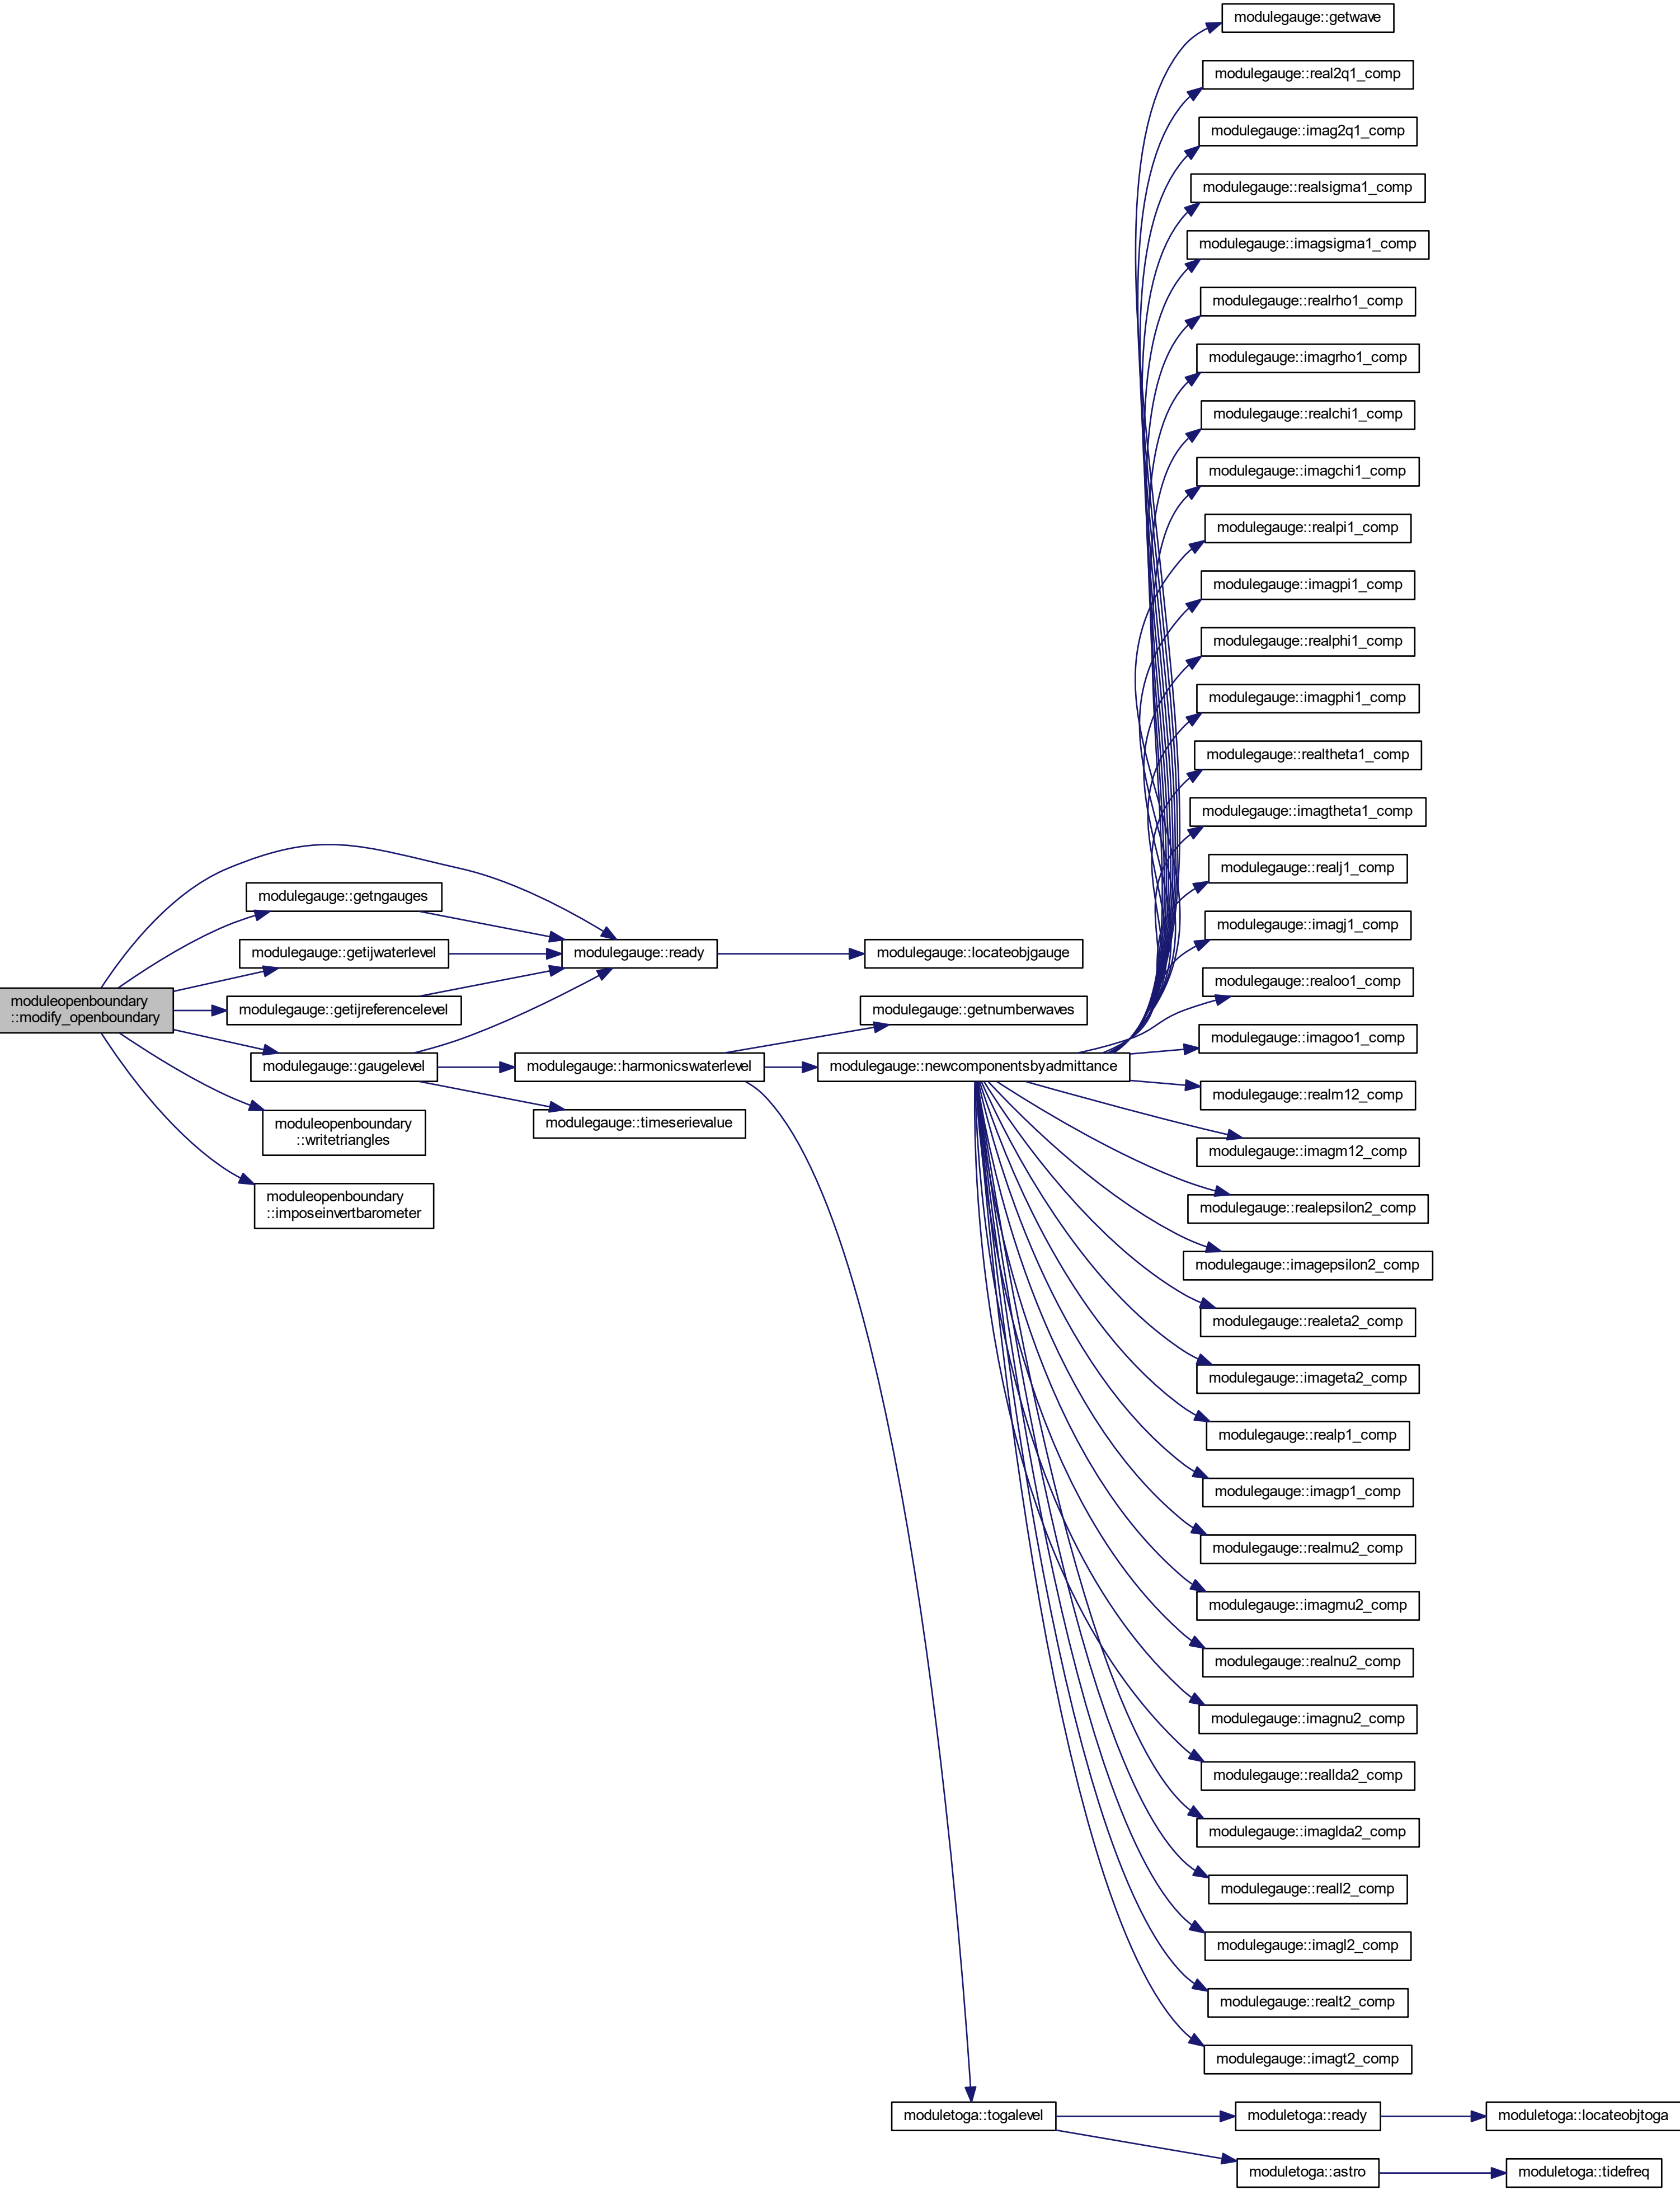 modulegauge::getwave
modulegauge::real2q1_comp
modulegauge::imag2q1_comp
modulegauge::realsigma1_comp
modulegauge::imagsigma1_comp
modulegauge::realrho1_comp
modulegauge::imagrho1_comp
modulegauge::realchi1_comp
modulegauge::imagchi1_comp
modulegauge::realpi1_comp
modulegauge::imagpi1_comp
modulegauge::realphi1_comp
modulegauge::imagphi1_comp
modulegauge::realtheta1_comp
modulegauge::imagtheta1_comp
modulegauge::realj1_comp
modulegauge::getngauges
modulegauge::imagj1_comp
modulegauge::getijwaterlevel
modulegauge::ready
modulegauge::locateobjgauge
modulegauge::realoo1_comp
moduleopenboundary
::modify_openboundary
modulegauge::getijreferencelevel
modulegauge::getnumberwaves
modulegauge::imagoo1_comp
modulegauge::gaugelevel
modulegauge::harmonicswaterlevel
modulegauge::newcomponentsbyadmittance
modulegauge::realm12_comp
moduleopenboundary
::writetriangles
modulegauge::timeserievalue
modulegauge::imagm12_comp
moduleopenboundary
::imposeinvertbarometer
modulegauge::realepsilon2_comp
modulegauge::imagepsilon2_comp
modulegauge::realeta2_comp
modulegauge::imageta2_comp
modulegauge::realp1_comp
modulegauge::imagp1_comp
modulegauge::realmu2_comp
modulegauge::imagmu2_comp
modulegauge::realnu2_comp
modulegauge::imagnu2_comp
modulegauge::reallda2_comp
modulegauge::imaglda2_comp
modulegauge::reall2_comp
modulegauge::imagl2_comp
modulegauge::realt2_comp
modulegauge::imagt2_comp
moduletoga::togalevel
moduletoga::ready
moduletoga::locateobjtoga
moduletoga::astro
moduletoga::tidefreq